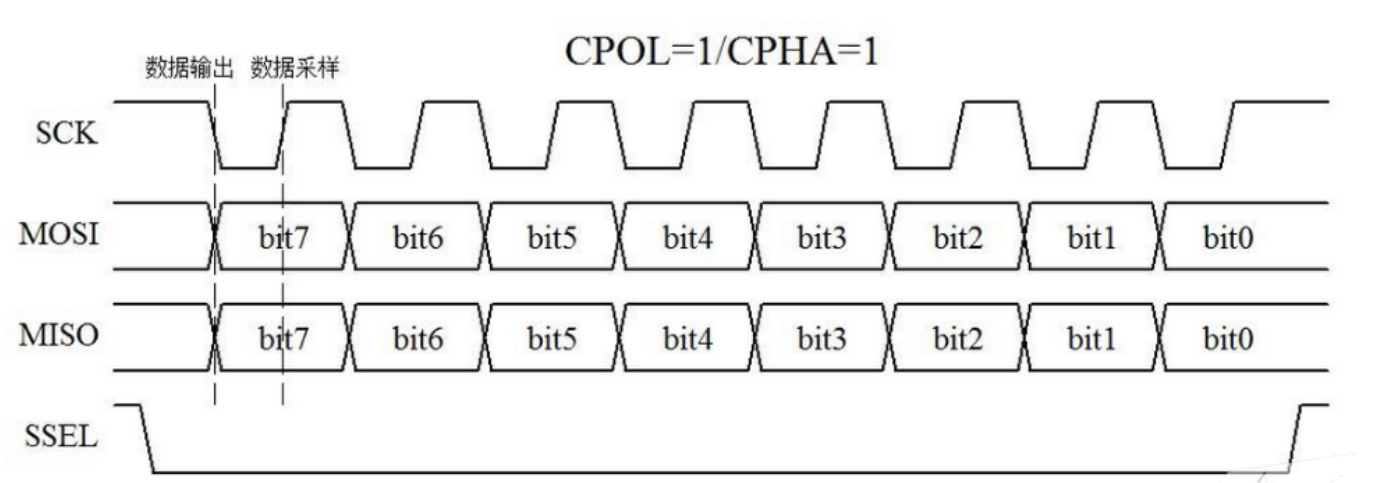 CPOL=1/CPHA=1
数据输出 数据采样
SCK
MOSI bit7 bit6 bit5 bit4 bit3 bit2 bit1 bit0
MISO bit7 bit6 bit5 bit4 bit3 bit2 bit1 bit0
SSEL